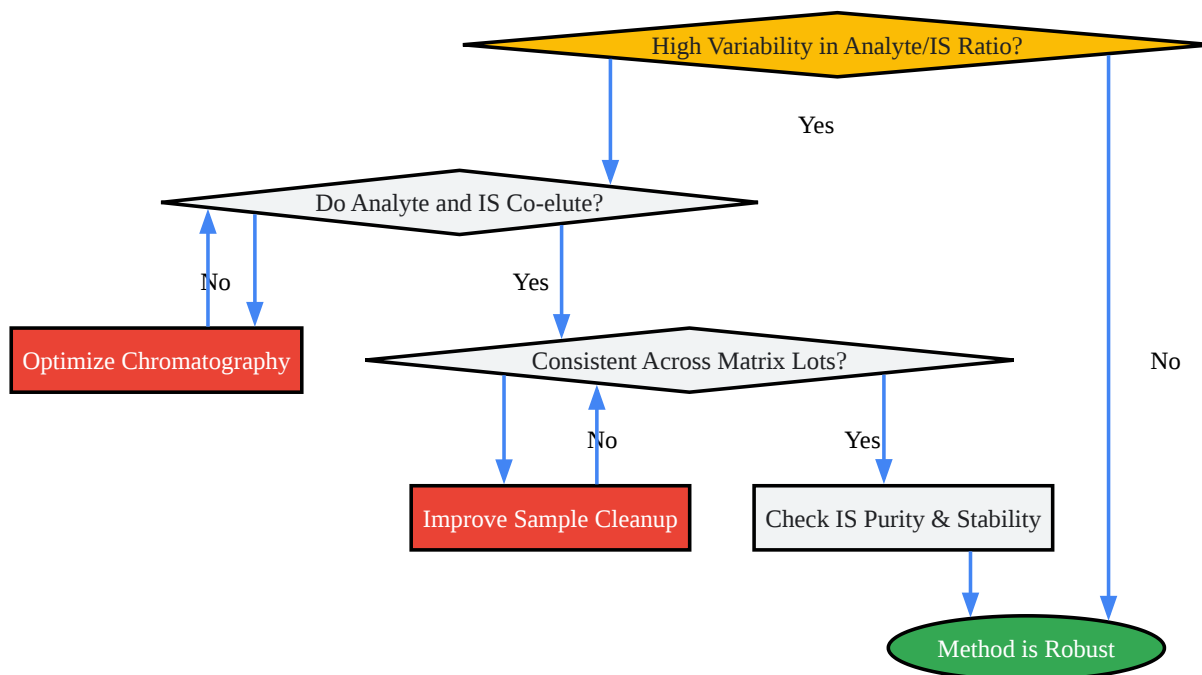 High Variability in Analyte/IS Ratio?
Yes
Do Analyte and IS Co-elute?
No
Yes
Optimize Chromatography
Consistent Across Matrix Lots?
No
No
Yes
Improve Sample Cleanup
Check IS Purity & Stability
Method is Robust